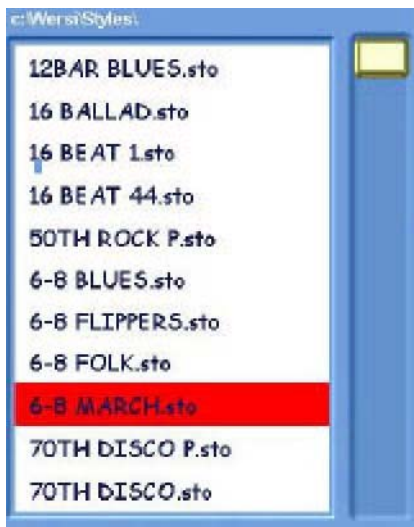 c:\Wersi\Styles\
12BAR BLUES.sto
16 BALLAD.sto
16 BEAT 1.sto
16 BEAT 44.sto
50TH ROCK P.sto
6-8 BLUES.sto
6-8 FLIPPERS.sto
6-8 FOLK.sto
6-8 MARCH.sto
70TH DISCO P.sto
70TH DISCO.sto